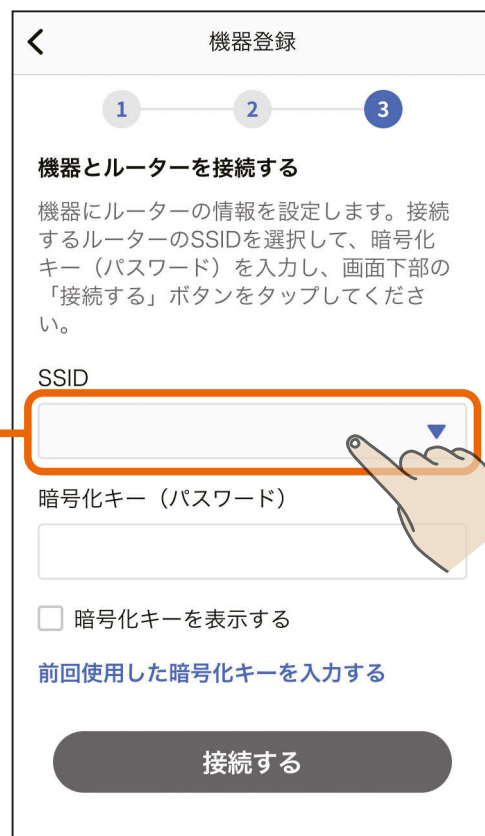 機器登録
1 2 3
機器とルーターを接続する
機器にルーターの情報を設定します。接続
するルーターのSSIDを選択して、暗号化
キー（パスワード）を入力し、画面下部の
「接続する」ボタンをタップしてくださ
い。
SSID
暗号化キー（パスワード）
暗号化キーを表示する
前回使用した暗号化キーを入力する
接続する